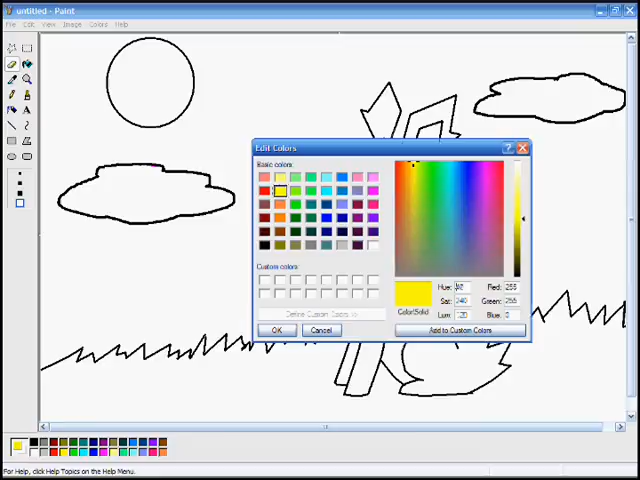 untitled - Paint
File Edit View Image Colors Help
Edit Colors
Basic colors:
Custom colors:
Define Custom Colors >>
OK Cancel
Hue: Red: 255
Sat: 240 Green: 255
Color|Solid Lum: 120 Blue: 0
Add to Custom Colors
For Help, click Help Topics on the Help Menu.